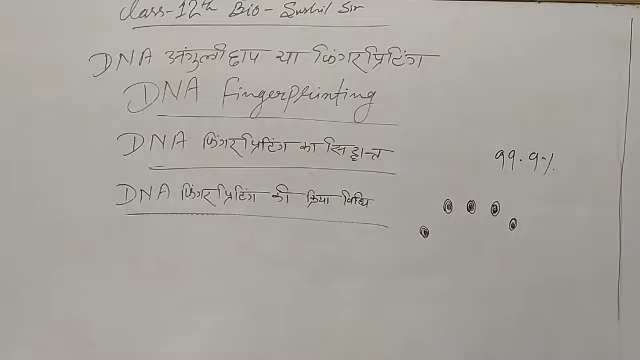 Class-12th Bio-Sushil Sir
DNA अंगुली छाप या फिंगरप्रिटिंग
DNA fingerprinting
DNA फिंगरप्रिटिंग का सिद्धान्त
99.9%
DNA फिंगरप्रिटिंग की क्रिया विधि